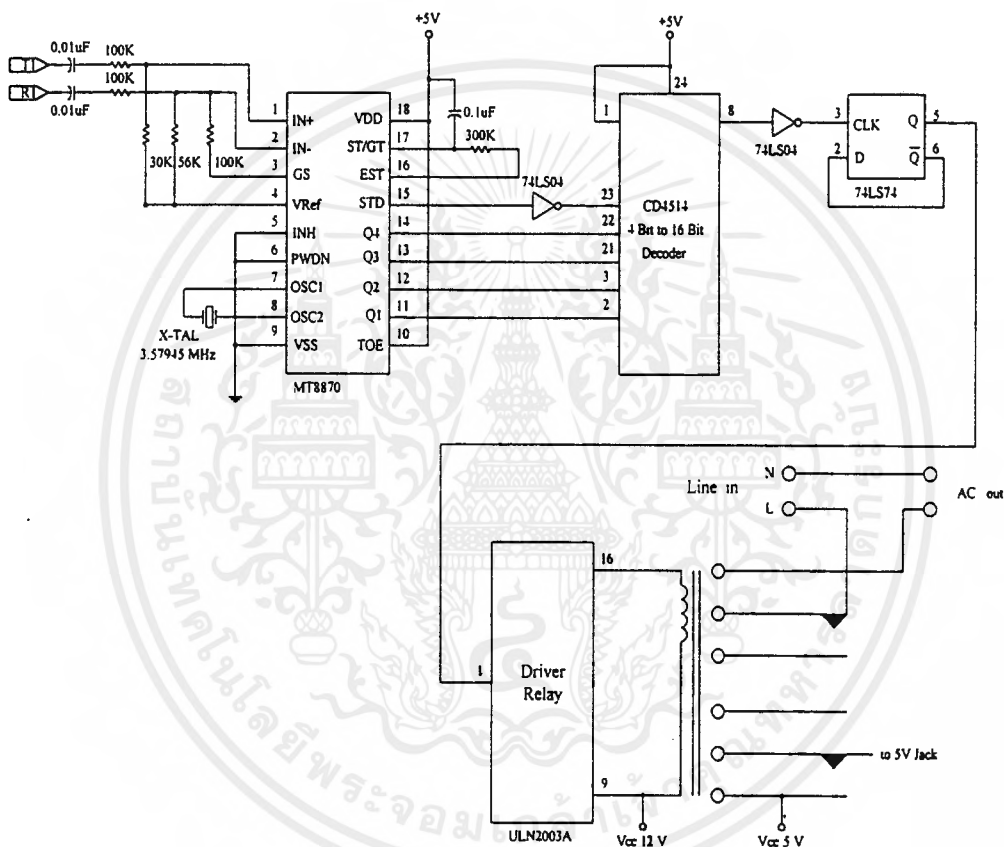 +5V
+5V
0.01uF
100K
T
R
100K
0.01uF
24
1
IN+
VDD
18
0.1uF
1
8
3
CLK
Q
5
2
IN-
ST/GT
17
300K
74LS04
2
D
Q
6
30K
56K
100K
3
GS
EST
16
74LS04
74LS74
4
VRef
STD
15
23
CD4514
5
INH
Q4
14
22
4 Bit to 16 Bit
6
PWDN
Q3
13
21
Decoder
7
OSC1
Q2
12
3
8
OSC2
Q1
11
2
X-TAL
3.57945 MHz
9
VSS
TOE
10
MT8870
Line in
N
AC out
L
16
1
Driver
Relay
to 5V Jack
9
ULN2003A
Vcc 12 V
Vcc 5 V